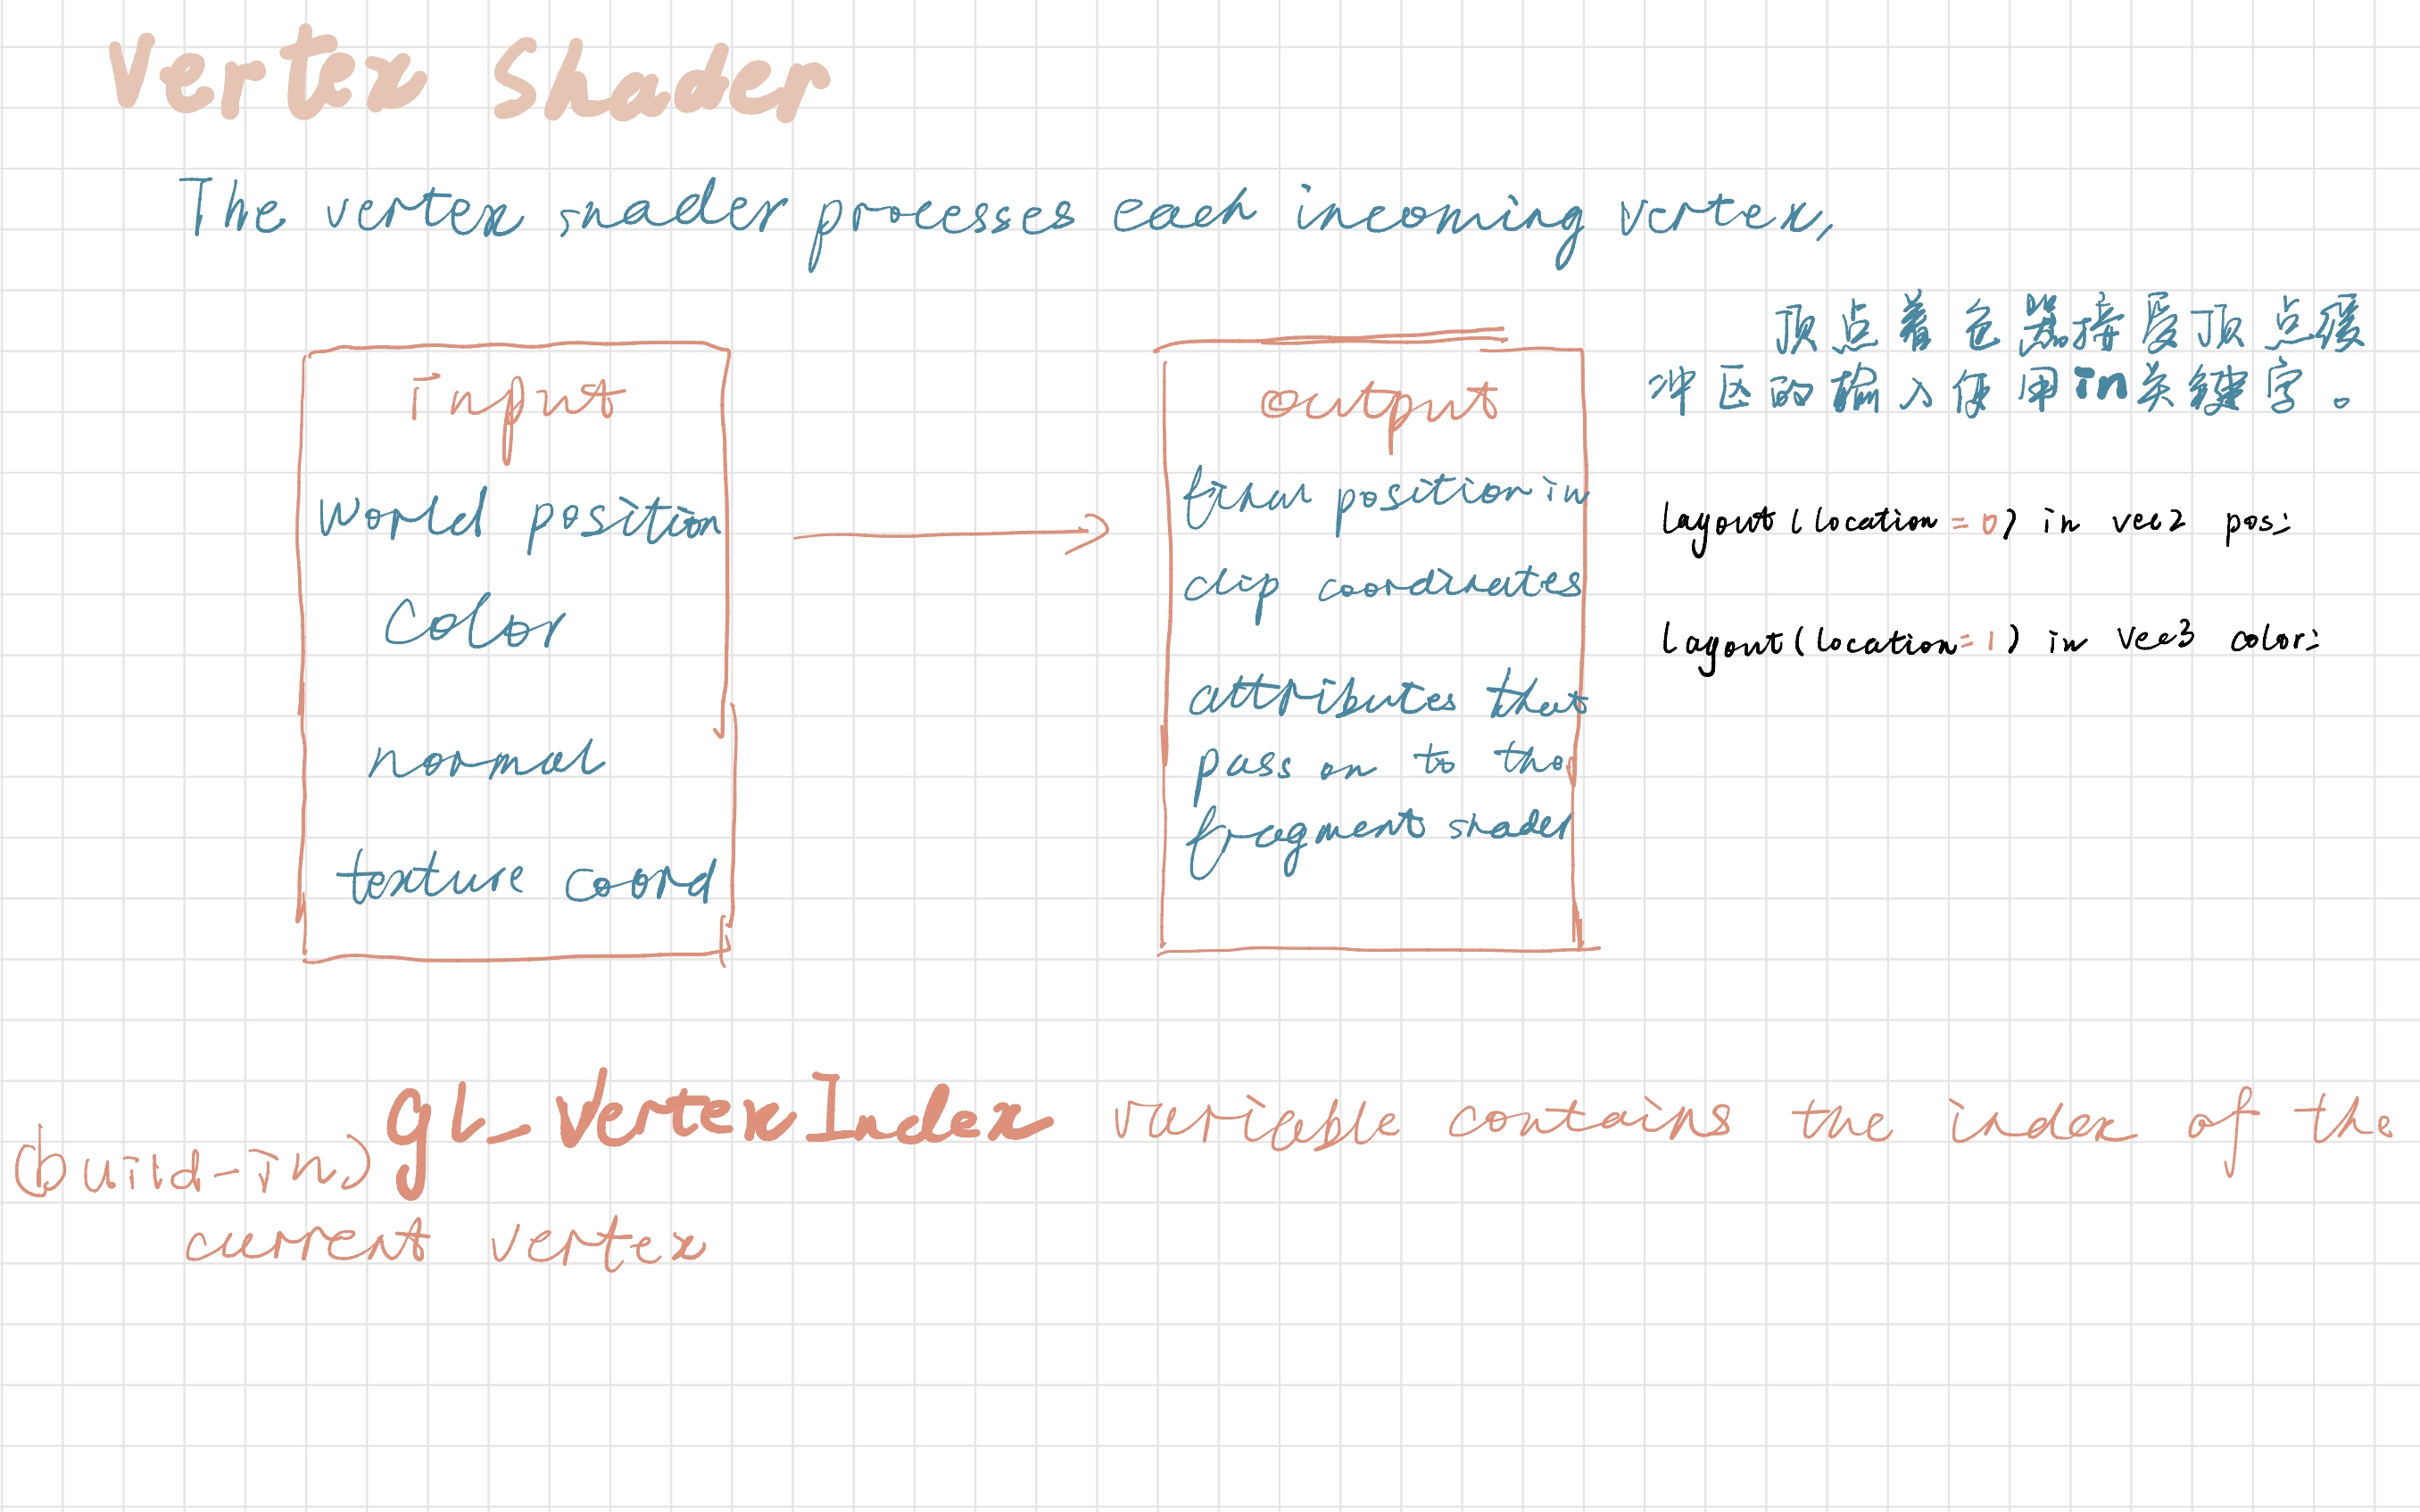 Vertex Shader
The vertex shader processes each incoming vertex,
input
World position
Color
normal
texture coord
output
final position in
clip coordinates
attributes that
pass on to the
fragment shader
顶点着色器接受顶点缓
冲区的输入使用in关键字。
layout (location = 0) in vec2 pos;
layout (location = 1) in vec3 color;
(build-in) gl_VertexIndex variable contains the index of the
current vertex